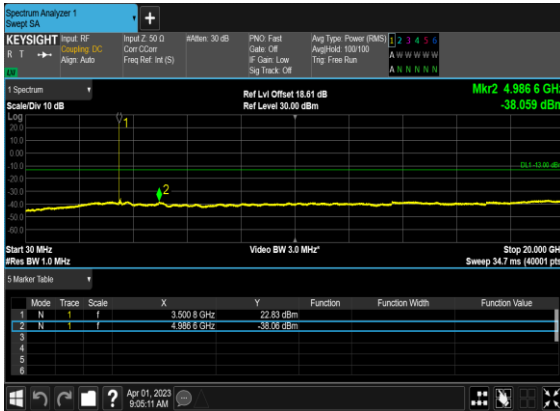 Spectrum Analyzer 1
Swept SA
KEYSIGHT Input: RF Input Z: 50 Ω #Atten: 30 dB PNO: Fast Avg Type: Power (RMS) 1 2 3 4 5 6
R T Coupling: DC Corr CCorr Gate: Off Avg|Hold: 100/100 A W W W W W
Align: Auto Freq Ref: Int (S) IF Gain: Low Trig: Free Run
Sig Track: Off A N N N N N
1 Spectrum Ref Lvl Offset 18.61 dB Mkr2 4.986 6 GHz
Scale/Div 10 dB Ref Level 30.00 dBm -38.059 dBm
Log
1
20.0
10.0
0.00
-10.0
DL1 -13.00 dBm
-20.0
-30.0
2
-40.0
-50.0
-60.0
Start 30 MHz Video BW 3.0 MHz* Stop 20.000 GHz
#Res BW 1.0 MHz Sweep 34.7 ms (40001 pts)
5 Marker Table
Mode Trace Scale X Y Function Function Width Function Value
1 N 1 f 3.500 8 GHz 22.83 dBm
2 N 1 f 4.986 6 GHz -38.06 dBm
3
4
5
6
Apr 01, 2023
9:05:11 AM